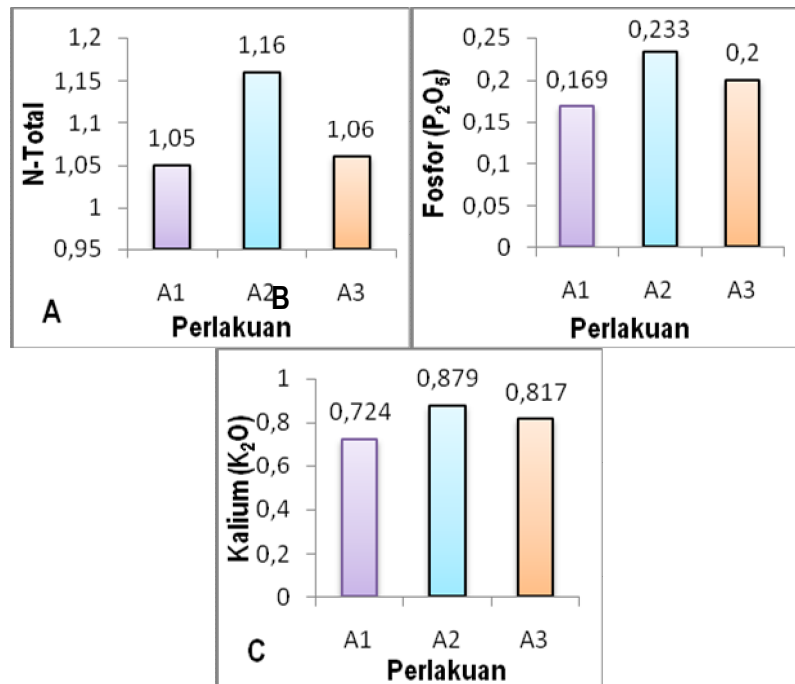 N-Total
1,2
1,15
1,1
1,05
1
0,95
1,05
1,16
1,06
A1 A2 A3
Perlakuan
A
B
Fosfor (P₂O₅)
0,25
0,2
0,15
0,1
0,05
0
0,169
0,233
0,2
A1 A2 A3
Perlakuan
Kalium (K₂O)
1
0,8
0,6
0,4
0,2
0
0,724
0,879
0,817
A1 A2 A3
Perlakuan
C